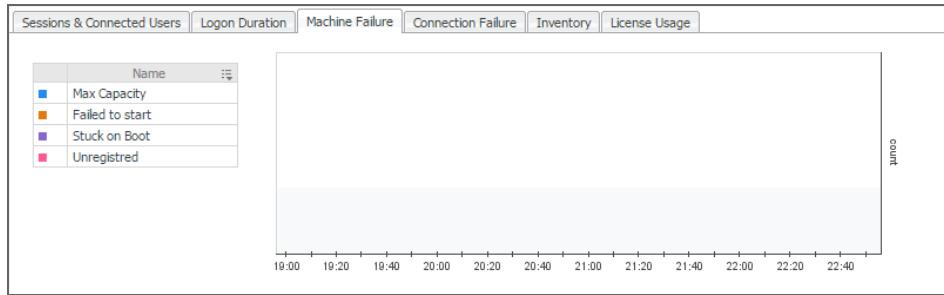 Sessions & Connected Users Logon Duration Machine Failure Connection Failure Inventory License Usage
Name
Max Capacity
Failed to start
Stuck on Boot
Unregistred
count
19:00 19:20 19:40 20:00 20:20 20:40 21:00 21:20 21:40 22:00 22:20 22:40